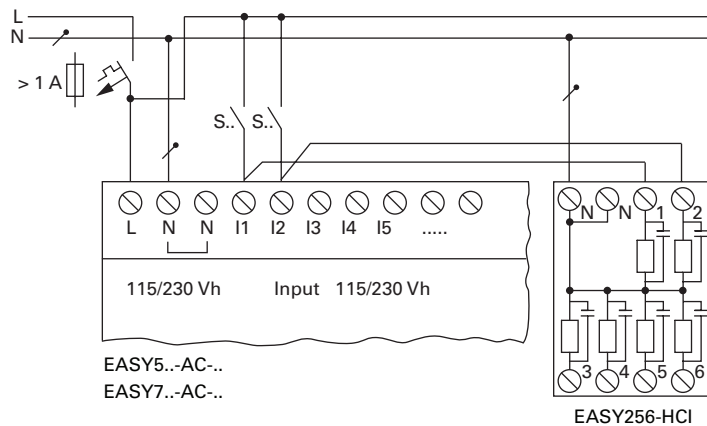 L
N
> 1 A
S.. S..
L N N I1 I2 I3 I4 I5 .....
N N 1 2
115/230 Vh Input 115/230 Vh
3 4 5 6
EASY5..-AC-..
EASY7..-AC-..
EASY256-HCI